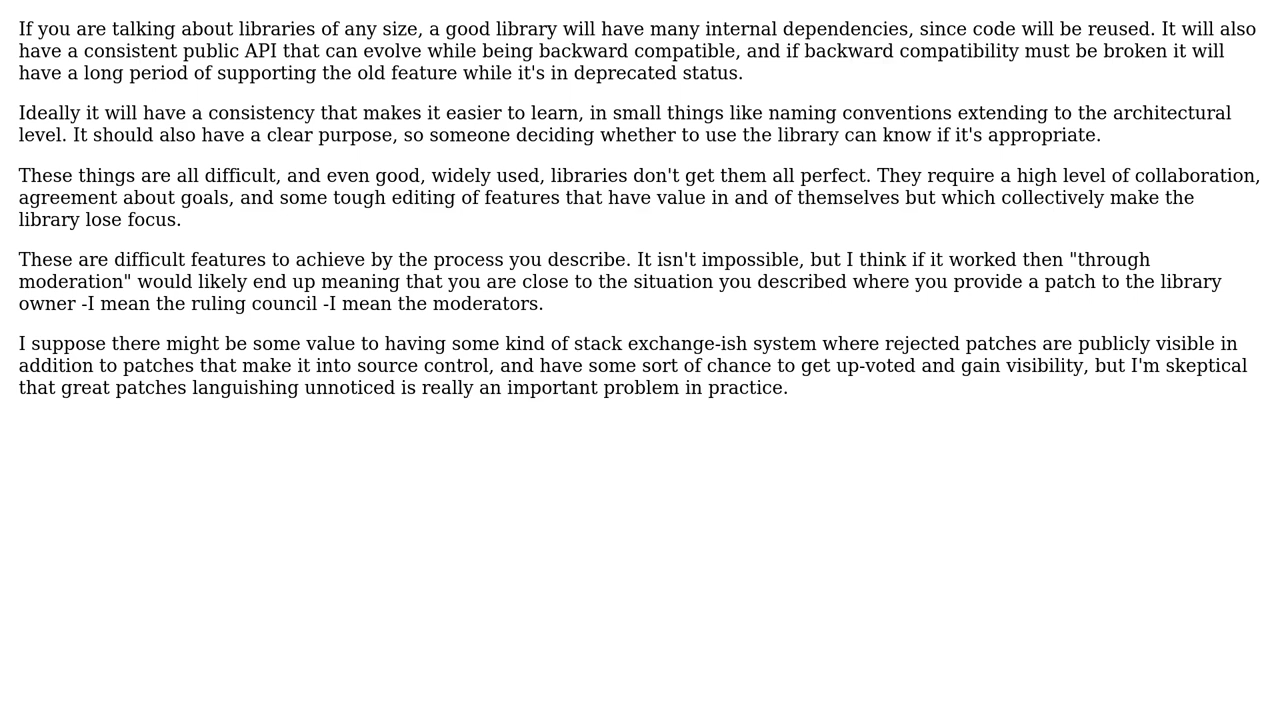 If you are talking about libraries of any size, a good library will have many internal dependencies, since code will be reused. It will also
have a consistent public API that can evolve while being backward compatible, and if backward compatibility must be broken it will
have a long period of supporting the old feature while it's in deprecated status.
Ideally it will have a consistency that makes it easier to learn, in small things like naming conventions extending to the architectural
level. It should also have a clear purpose, so someone deciding whether to use the library can know if it's appropriate.
These things are all difficult, and even good, widely used, libraries don't get them all perfect. They require a high level of collaboration,
agreement about goals, and some tough editing of features that have value in and of themselves but which collectively make the
library lose focus.
These are difficult features to achieve by the process you describe. It isn't impossible, but I think if it worked then "through
moderation" would likely end up meaning that you are close to the situation you described where you provide a patch to the library
owner -I mean the ruling council -I mean the moderators.
I suppose there might be some value to having some kind of stack exchange-ish system where rejected patches are publicly visible in
addition to patches that make it into source control, and have some sort of chance to get up-voted and gain visibility, but I'm skeptical
that great patches languishing unnoticed is really an important problem in practice.